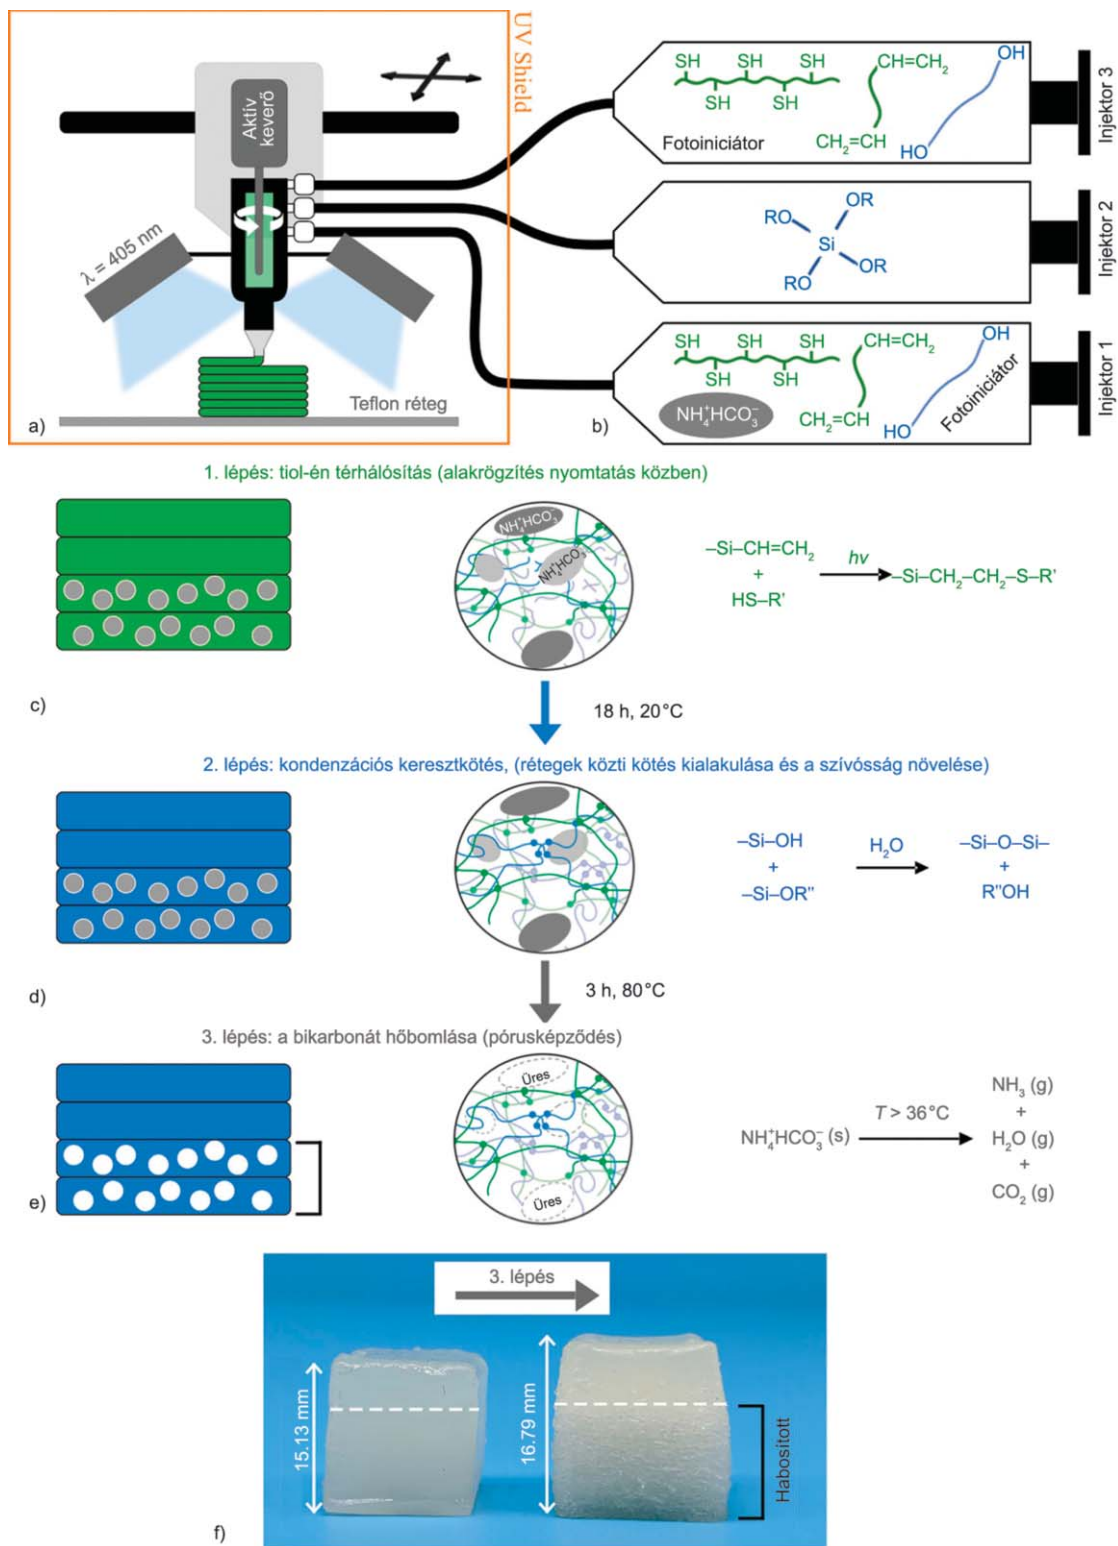 UV Shield
Aktív
keverő
λ = 405 nm
Teflon réteg
a)
SH SH SH
SH SH
CH=CH₂
CH₂=CH
OH
HO
Fotoiniciátor
Injektor 3
RO
OR
Si
OR
RO
Injektor 2
SH SH SH
SH SH
CH=CH₂
CH₂=CH
OH
HO
NH₄⁺HCO₃⁻
Fotoiniciátor
Injektor 1
b)
1. lépés: tiol-én térhálósítás (alakrögzítés nyomtatás közben)
NH₄⁺HCO₃⁻
NH₄⁺HCO₃⁻
–Si–CH=CH₂
+
HS–R'
hv
–Si–CH₂–CH₂–S–R'
c)
18 h, 20°C
2. lépés: kondenzációs keresztkötés, (rétegek közti kötés kialakulása és a szívósság növelése)
–Si–OH
+
–Si–OR"
H₂O
–Si–O–Si–
+
R"OH
d)
3 h, 80°C
3. lépés: a bikarbonát hőbomlása (pórusképződés)
Üres
Üres
NH₄⁺HCO₃⁻ (s)
T > 36°C
NH₃ (g)
+
H₂O (g)
+
CO₂ (g)
e)
3. lépés
15.13 mm
16.79 mm
Habosított
f)